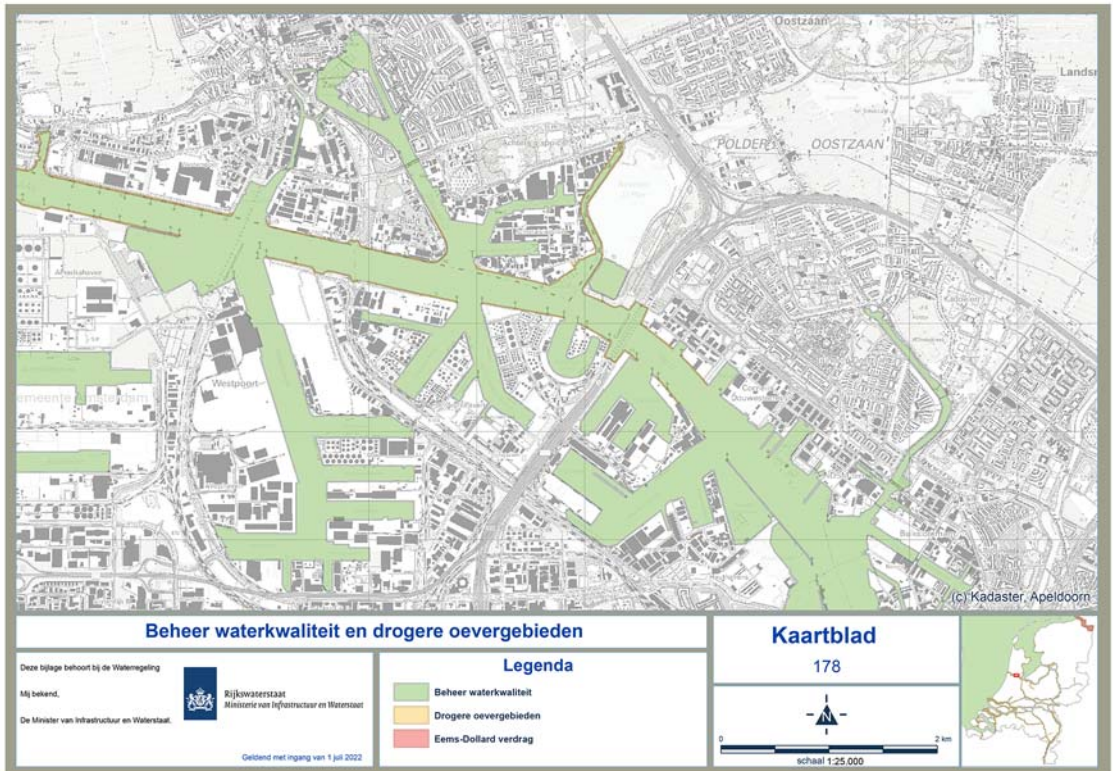 Oostzaan
Landsm
POLDER OOSTZAAN
Westpoort
(c) Kadaster, Apeldoorn
Beheer waterkwaliteit en drogere oevergebieden
Deze bijlage behoort bij de Waterregeling
Mij bekend,
De Minister van Infrastructuur en Waterstaat.
Rijkswaterstaat
Ministerie van Infrastructuur en Waterstaat
Geldend met ingang van 1 juli 2022
Legenda
Beheer waterkwaliteit
Drogere oevergebieden
Eems-Dollard verdrag
Kaartblad
178
N
0
2 km
schaal 1:25.000